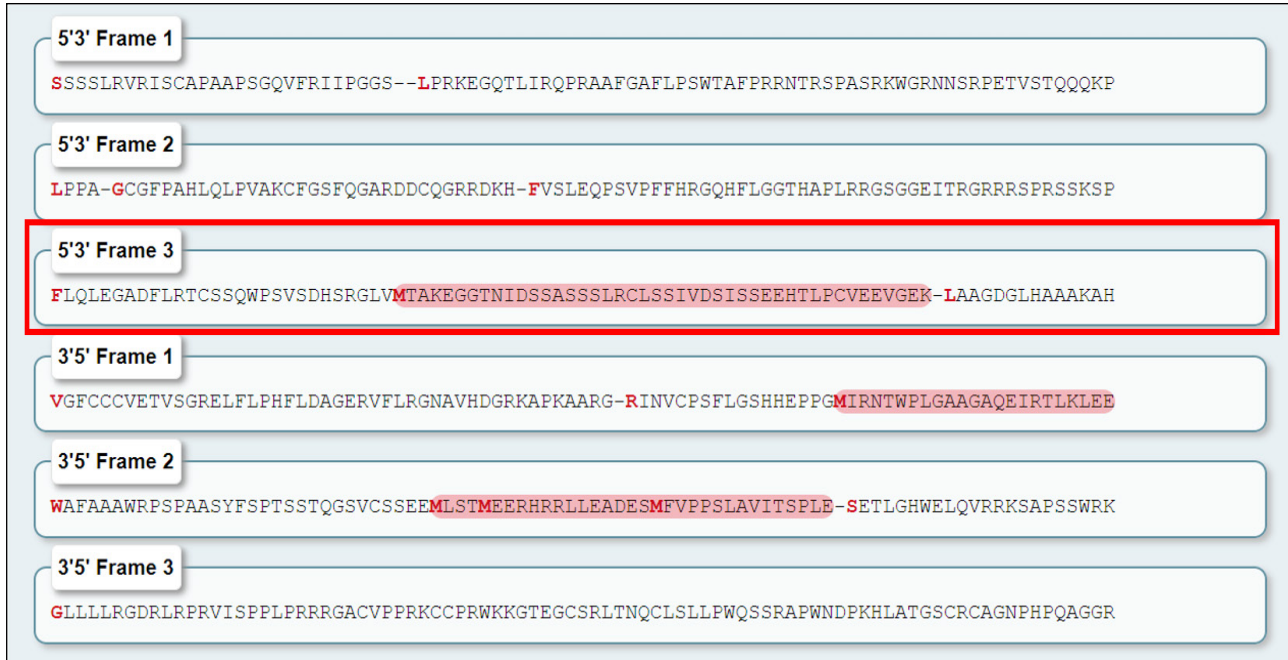 5'3' Frame 1
SSSSLRVRISCAPAAPSGQVFRIIPGGS--LPRKEGQTLIRQPRAAFGAFLPSWTAFPRRNTRSPASRKWGRNNSRPETVSTQQQKP
5'3' Frame 2
LPPA-GCGFPAHLQLPVAKCFGSFQGARDDCQGRRDKH-FVSLEQPSVPFFHRGQHFLGGTHAPLRRGSGGEITRGRRRSPRSSKSP
5'3' Frame 3
FLQLEGADFLRTCSSQWPSVSDHSRGLVMTAKEGGTNIDSSASSSLRCLSSIVDSISSEEHTLPCVEEVGEK-LAAGDGLHAAAKAH
3'5' Frame 1
VGFCCCVETVSGRELFLPHFLDAGERVFLRGNAVHDGRKAPKAARG-RINVCPSFLGSHHEPPGMIRNTWPLGAAGAQEIRTLKLEE
3'5' Frame 2
WAFAAAWRPSPAASYFSPTSSTQGSVCSSEEMLSTMEERHRRLLEADESMFVPPSLAVITSPLE-SETLGHWELQVRRKSAPSSWRK
3'5' Frame 3
GLLLLRGDRLRPRVISPPLPRRRGACVPPRKCCPRWKKGTEGCSRLTNQCLSLLPWQSSRAPWNDPKHLATGSCRCAGNPHPQAGGR